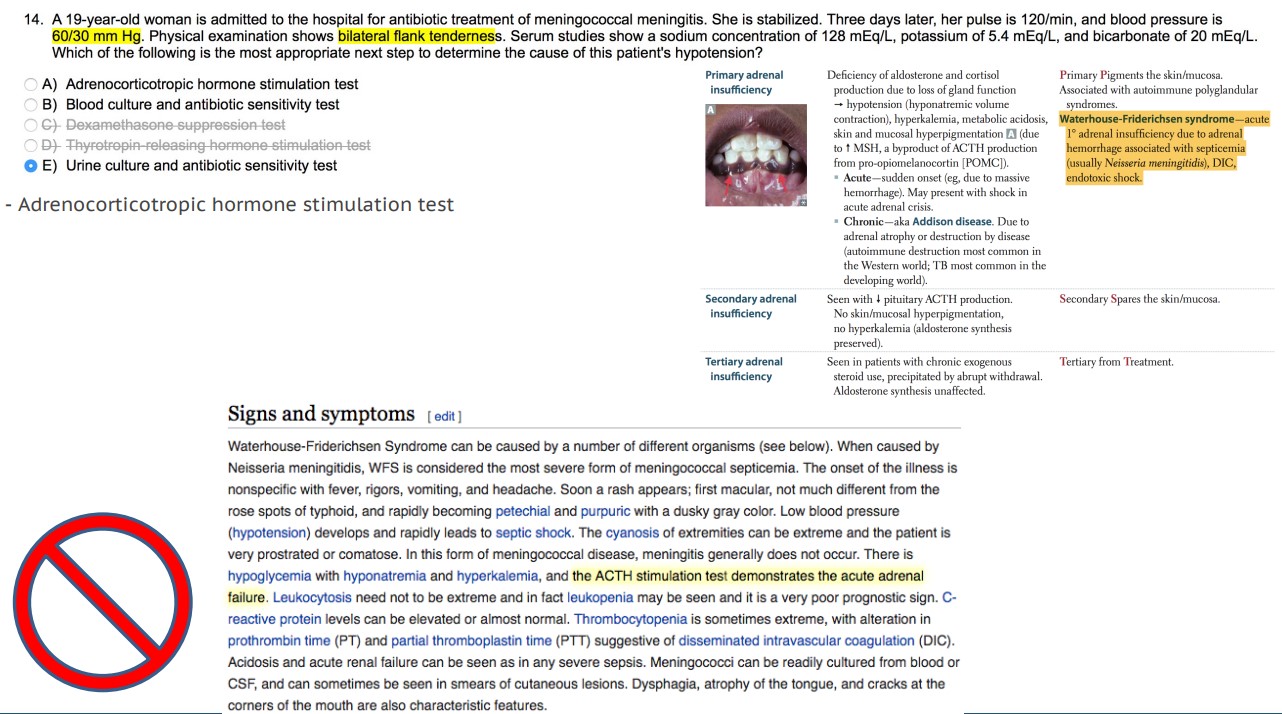 14. A 19-year-old woman is admitted to the hospital for antibiotic treatment of meningococcal meningitis. She is stabilized. Three days later, her pulse is 120/min, and blood pressure is
60/30 mm Hg. Physical examination shows bilateral flank tenderness. Serum studies show a sodium concentration of 128 mEq/L, potassium of 5.4 mEq/L, and bicarbonate of 20 mEq/L.
Which of the following is the most appropriate next step to determine the cause of this patient's hypotension?
A) Adrenocorticotropic hormone stimulation test
B) Blood culture and antibiotic sensitivity test
C) Dexamethasone suppression test
D) Thyrotropin-releasing hormone stimulation test
E) Urine culture and antibiotic sensitivity test
- Adrenocorticotropic hormone stimulation test
Primary adrenal
insufficiency
A
Deficiency of aldosterone and cortisol
production due to loss of gland function
→ hypotension (hyponatremic volume
contraction), hyperkalemia, metabolic acidosis,
skin and mucosal hyperpigmentation A (due
to ↑ MSH, a byproduct of ACTH production
from pro-opiomelanocortin [POMC]).
▪ Acute—sudden onset (eg, due to massive
hemorrhage). May present with shock in
acute adrenal crisis.
▪ Chronic—aka Addison disease. Due to
adrenal atrophy or destruction by disease
(autoimmune destruction most common in
the Western world; TB most common in the
developing world).
Primary Pigments the skin/mucosa.
Associated with autoimmune polyglandular
syndromes.
Waterhouse-Friderichsen syndrome—acute
1° adrenal insufficiency due to adrenal
hemorrhage associated with septicemia
(usually Neisseria meningitidis), DIC,
endotoxic shock.
Secondary adrenal
insufficiency
Seen with ↓ pituitary ACTH production.
No skin/mucosal hyperpigmentation,
no hyperkalemia (aldosterone synthesis
preserved).
Secondary Spares the skin/mucosa.
Tertiary adrenal
insufficiency
Seen in patients with chronic exogenous
steroid use, precipitated by abrupt withdrawal.
Aldosterone synthesis unaffected.
Tertiary from Treatment.
Signs and symptoms [ edit ]
Waterhouse-Friderichsen Syndrome can be caused by a number of different organisms (see below). When caused by
Neisseria meningitidis, WFS is considered the most severe form of meningococcal septicemia. The onset of the illness is
nonspecific with fever, rigors, vomiting, and headache. Soon a rash appears; first macular, not much different from the
rose spots of typhoid, and rapidly becoming petechial and purpuric with a dusky gray color. Low blood pressure
(hypotension) develops and rapidly leads to septic shock. The cyanosis of extremities can be extreme and the patient is
very prostrated or comatose. In this form of meningococcal disease, meningitis generally does not occur. There is
hypoglycemia with hyponatremia and hyperkalemia, and the ACTH stimulation test demonstrates the acute adrenal
failure. Leukocytosis need not to be extreme and in fact leukopenia may be seen and it is a very poor prognostic sign. C-
reactive protein levels can be elevated or almost normal. Thrombocytopenia is sometimes extreme, with alteration in
prothrombin time (PT) and partial thromboplastin time (PTT) suggestive of disseminated intravascular coagulation (DIC).
Acidosis and acute renal failure can be seen as in any severe sepsis. Meningococci can be readily cultured from blood or
CSF, and can sometimes be seen in smears of cutaneous lesions. Dysphagia, atrophy of the tongue, and cracks at the
corners of the mouth are also characteristic features.